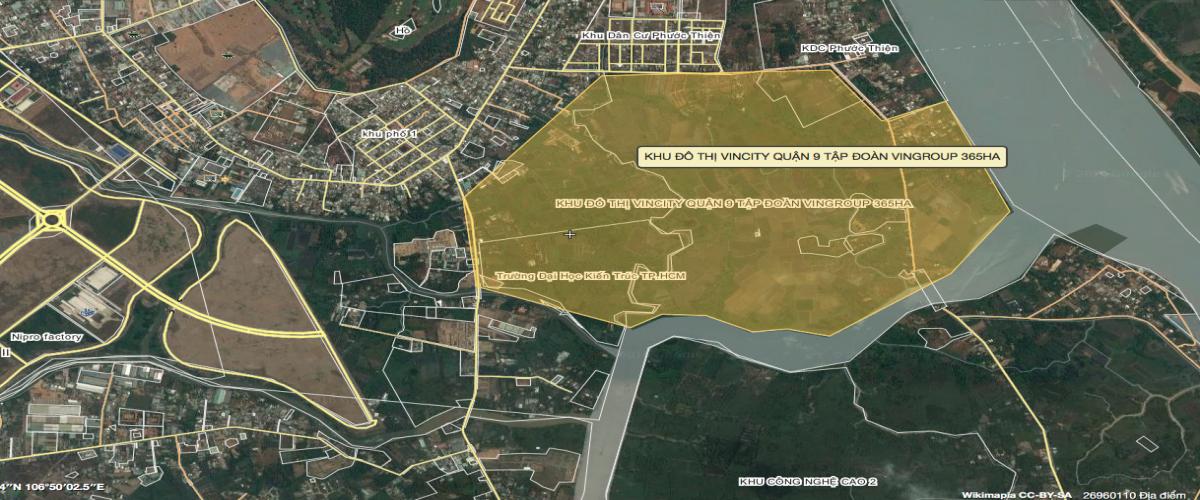 Hồ
Khu Dân Cư Phước Thiện
KDC Phước Thiện
khu phố 1
KHU ĐÔ THỊ VINCITY QUẬN 9 TẬP ĐOÀN VINGROUP 365HA
KHU ĐÔ THỊ VINCITY QUẬN 9 TẬP ĐOÀN VINGROUP 365HA
Trường Đại Học Kiến Trúc TP.HCM
Nipro factory
II
KHU CÔNG NGHỆ CAO 2
4"N 106°50'02.5"E
Wikimapia CC-BY-SA 26960110 Địa điểm